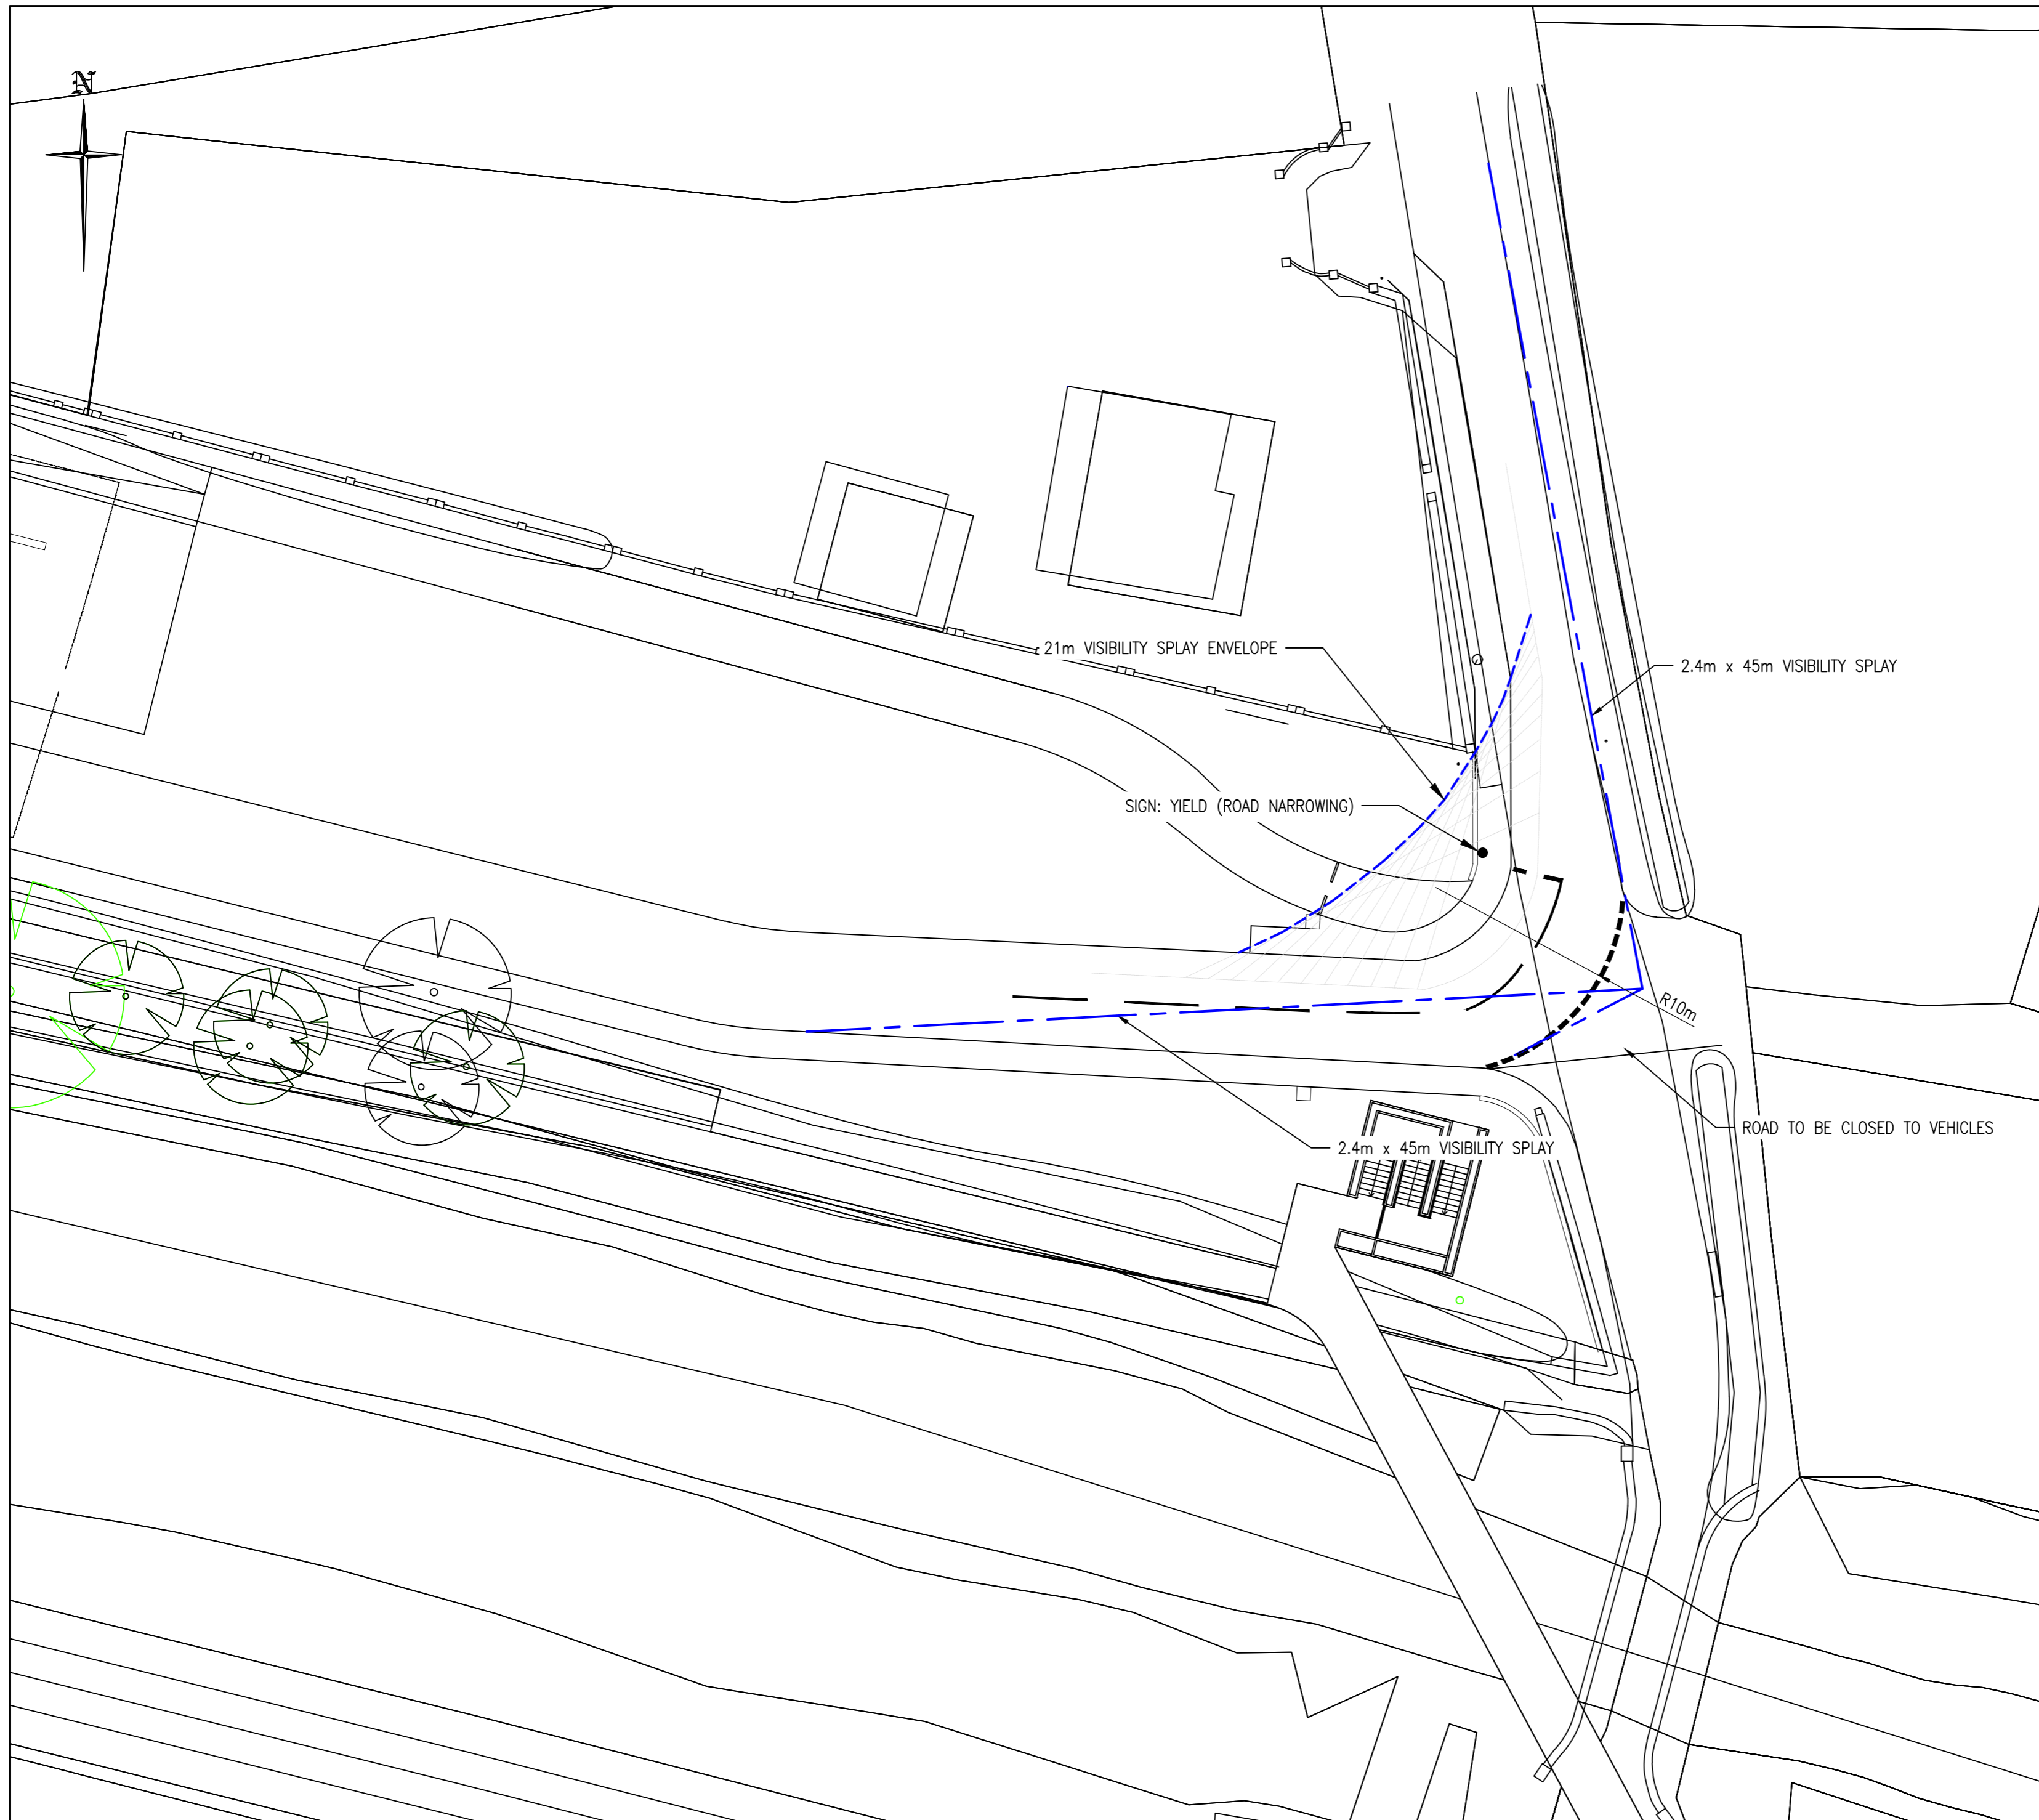 N
21m VISIBILITY SPLAY ENVELOPE
2.4m x 45m VISIBILITY SPLAY
SIGN: YIELD (ROAD NARROWING)
R10m
ROAD TO BE CLOSED TO VEHICLES
2.4m x 45m VISIBILITY SPLAY